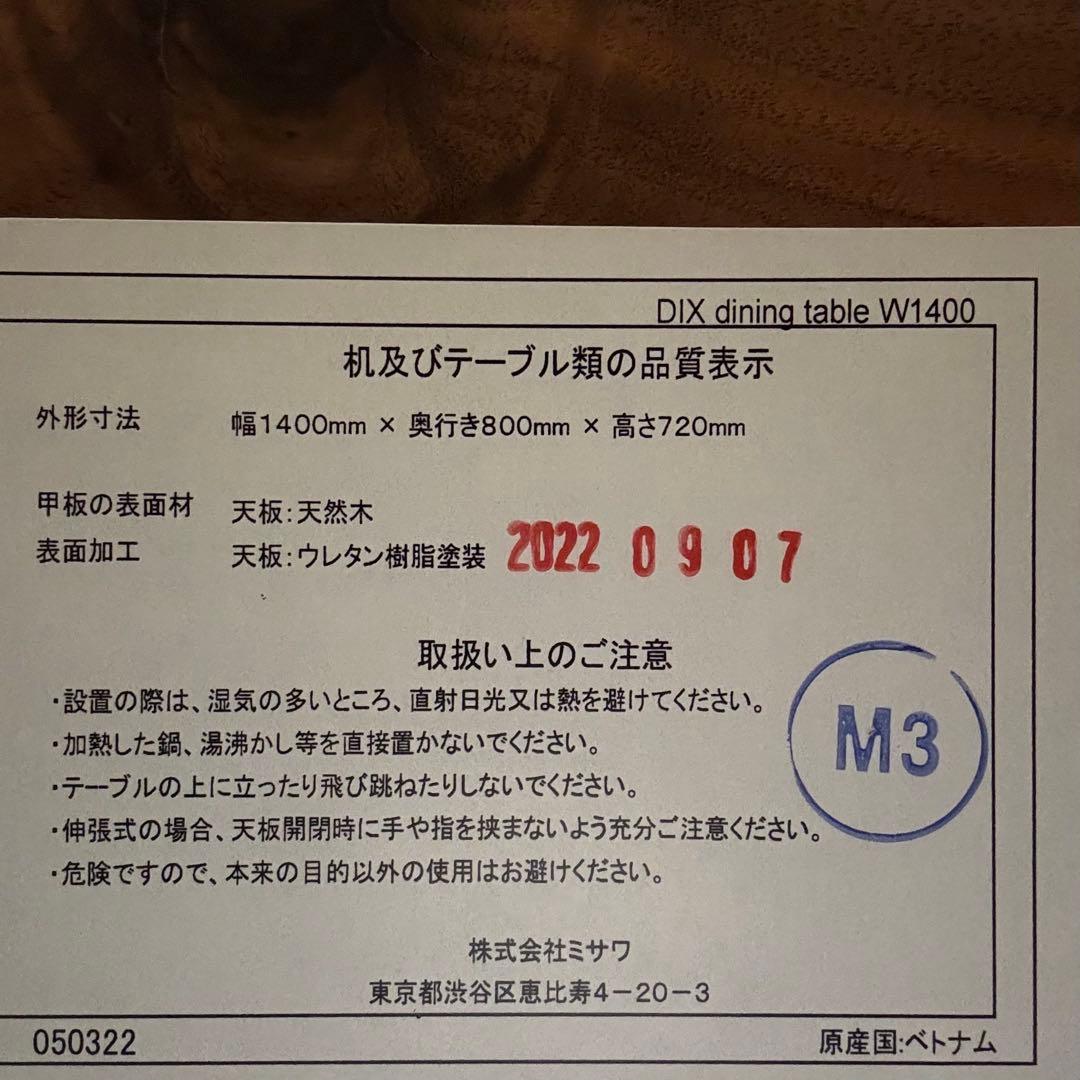 DIX dining table W1400
机及びテーブル類の品質表示
外形寸法 幅1400mm × 奥行き800mm × 高さ720mm
甲板の表面材 天板:天然木
表面加工 天板:ウレタン樹脂塗装 2022 09 07
取扱い上のご注意
・設置の際は、湿気の多いところ、直射日光又は熱を避けてください。
・加熱した鍋、湯沸かし等を直接置かないでください。
・テーブルの上に立ったり飛び跳ねたりしないでください。
・伸張式の場合、天板開閉時に手や指を挟まないよう充分ご注意ください。
・危険ですので、本来の目的以外の使用はお避けください。
M3
株式会社ミサワ
東京都渋谷区恵比寿4-20-3
050322 原産国:ベトナム